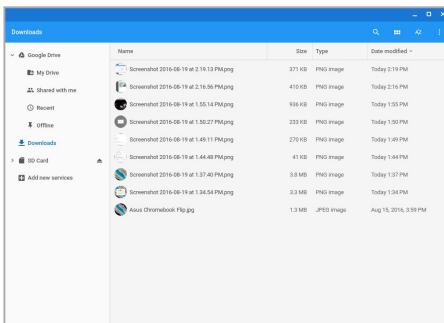 Downloads
Google Drive
My Drive
Shared with me
Recent
Offline
Downloads
SD Card
Add new services
Name Size Type Date modified
Screenshot 2016-08-19 at 2.19.13 PM.png 371 KB PNG image Today 2:19 PM
Screenshot 2016-08-19 at 2.16.56 PM.png 410 KB PNG image Today 2:16 PM
Screenshot 2016-08-19 at 1.55.14 PM.png 936 KB PNG image Today 1:55 PM
Screenshot 2016-08-19 at 1.50.27 PM.png 233 KB PNG image Today 1:50 PM
Screenshot 2016-08-19 at 1.49.11 PM.png 270 KB PNG image Today 1:49 PM
Screenshot 2016-08-19 at 1.44.48 PM.png 41 KB PNG image Today 1:44 PM
Screenshot 2016-08-19 at 1.37.40 PM.png 3.8 MB PNG image Today 1:37 PM
Screenshot 2016-08-19 at 1.34.54 PM.png 3.3 MB PNG image Today 1:34 PM
Asus Chromebook Flip.jpg 1.3 MB JPEG image Aug 15, 2016, 3:59 PM